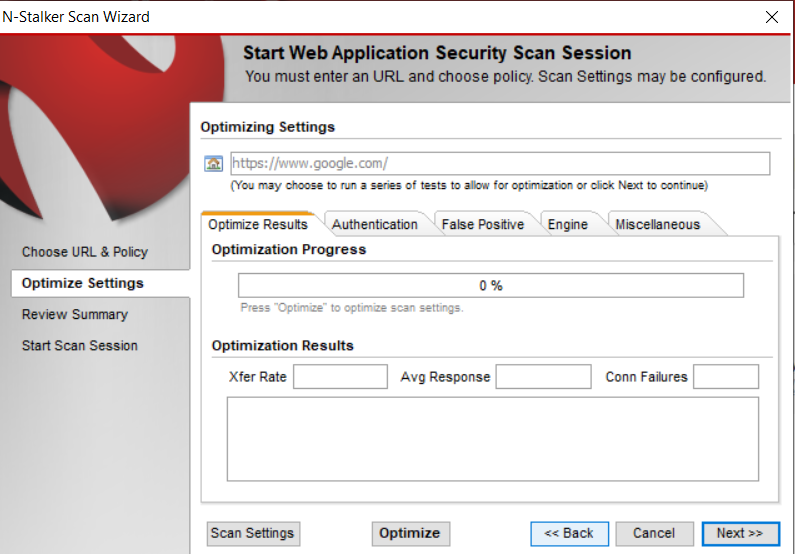 N-Stalker Scan Wizard
Start Web Application Security Scan Session
You must enter an URL and choose policy. Scan Settings may be configured.
Choose URL & Policy
Optimize Settings
Review Summary
Start Scan Session
Optimizing Settings
https://www.google.com/
(You may choose to run a series of tests to allow for optimization or click Next to continue)
Optimize Results Authentication False Positive Engine Miscellaneous
Optimization Progress
0 %
Press "Optimize" to optimize scan settings.
Optimization Results
Xfer Rate Avg Response Conn Failures
Scan Settings Optimize << Back Cancel Next >>